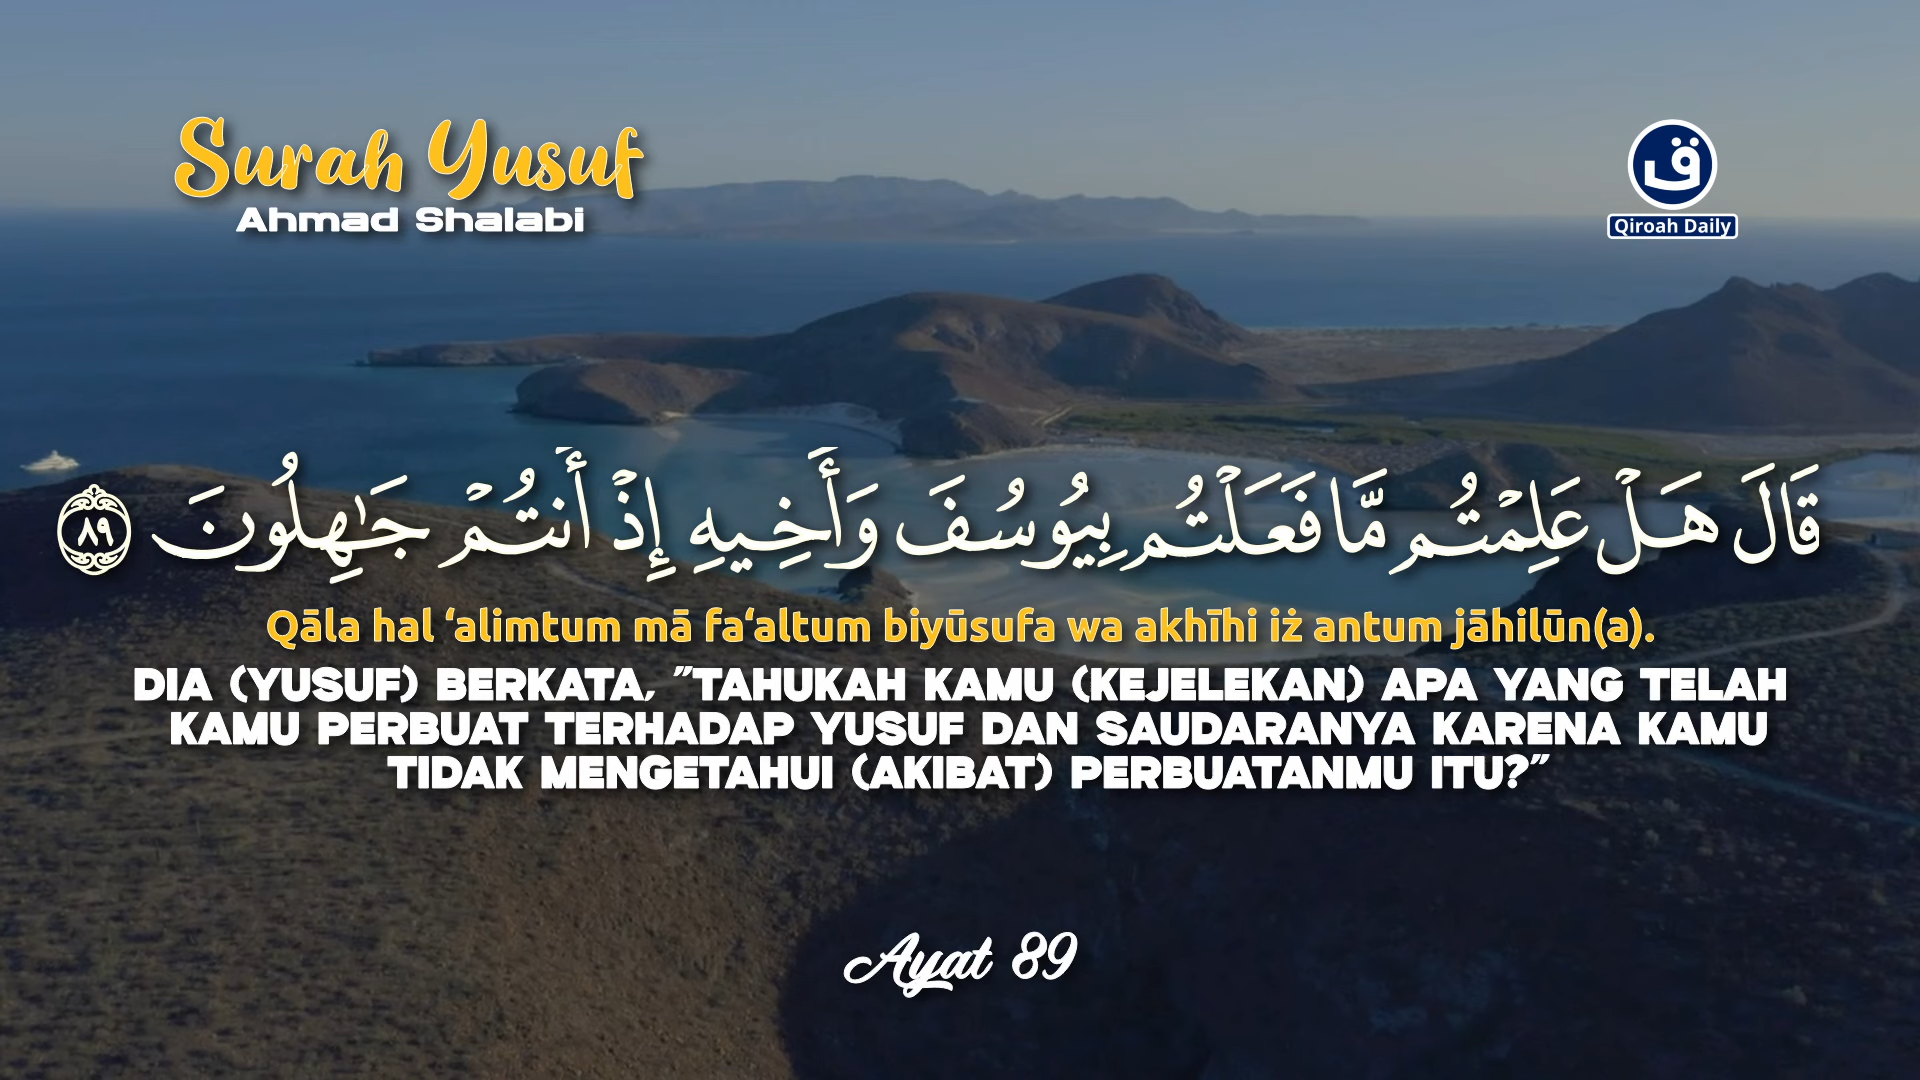 Surah Yusuf
Ahmad Shalabi
ق
Qiroah Daily
قَالَ هَلْ عَلِمْتُم مَّا فَعَلْتُم بِيُوسُفَ وَأَخِيهِ إِذْ أَنتُمْ جَـٰهِلُونَ ٨٩
Qāla hal ‘alimtum mā fa‘altum biyūsufa wa akhīhi iż antum jāhilūn(a).
DIA (YUSUF) BERKATA, "TAHUKAH KAMU (KEJELEKAN) APA YANG TELAH
KAMU PERBUAT TERHADAP YUSUF DAN SAUDARANYA KARENA KAMU
TIDAK MENGETAHUI (AKIBAT) PERBUATANMU ITU?"
Ayat 89